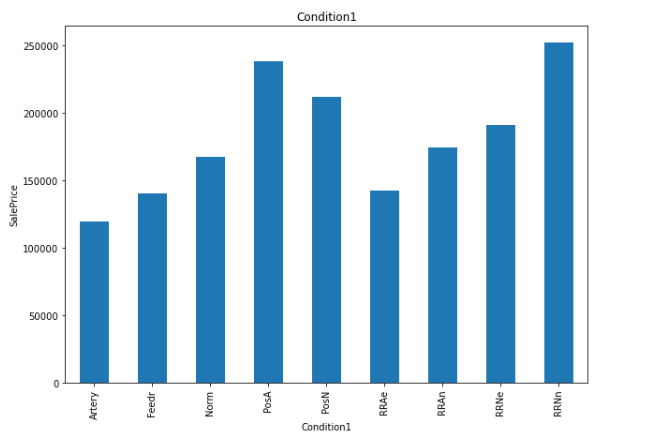 Condition1
250000
200000
150000
100000
50000
0
SalePrice
Artery
Feedr
Norm
PosA
PosN
RRAe
RRAn
RRNe
RRNn
Condition1